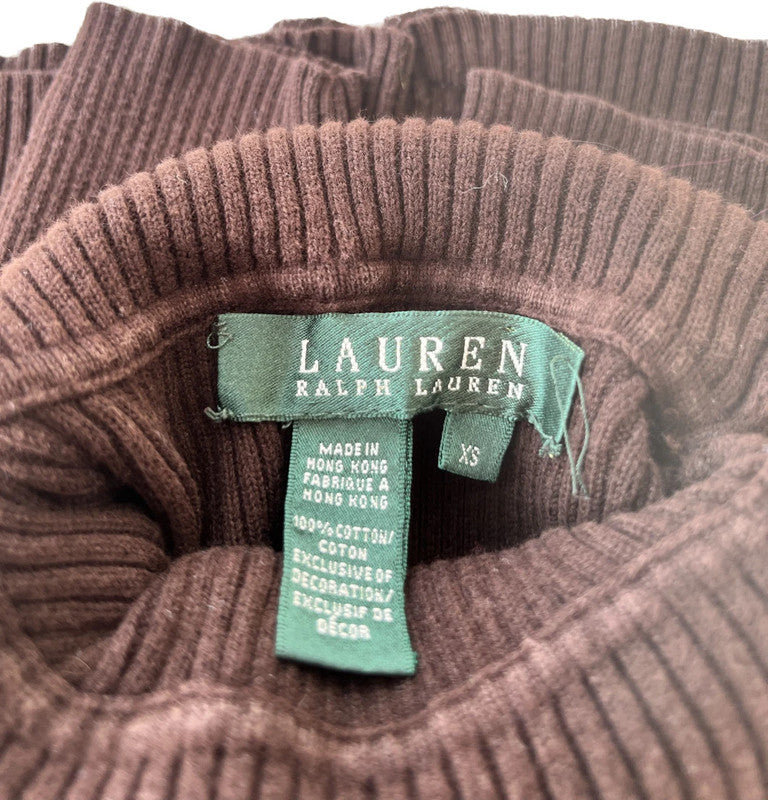 LAUREN
RALPH LAUREN
XS
MADE IN
HONG KONG
FABRIQUE A
HONG KONG
100% COTTON/
COTON
EXCLUSIVE OF
DECORATION/
EXCLUSIF DE
DÉCOR